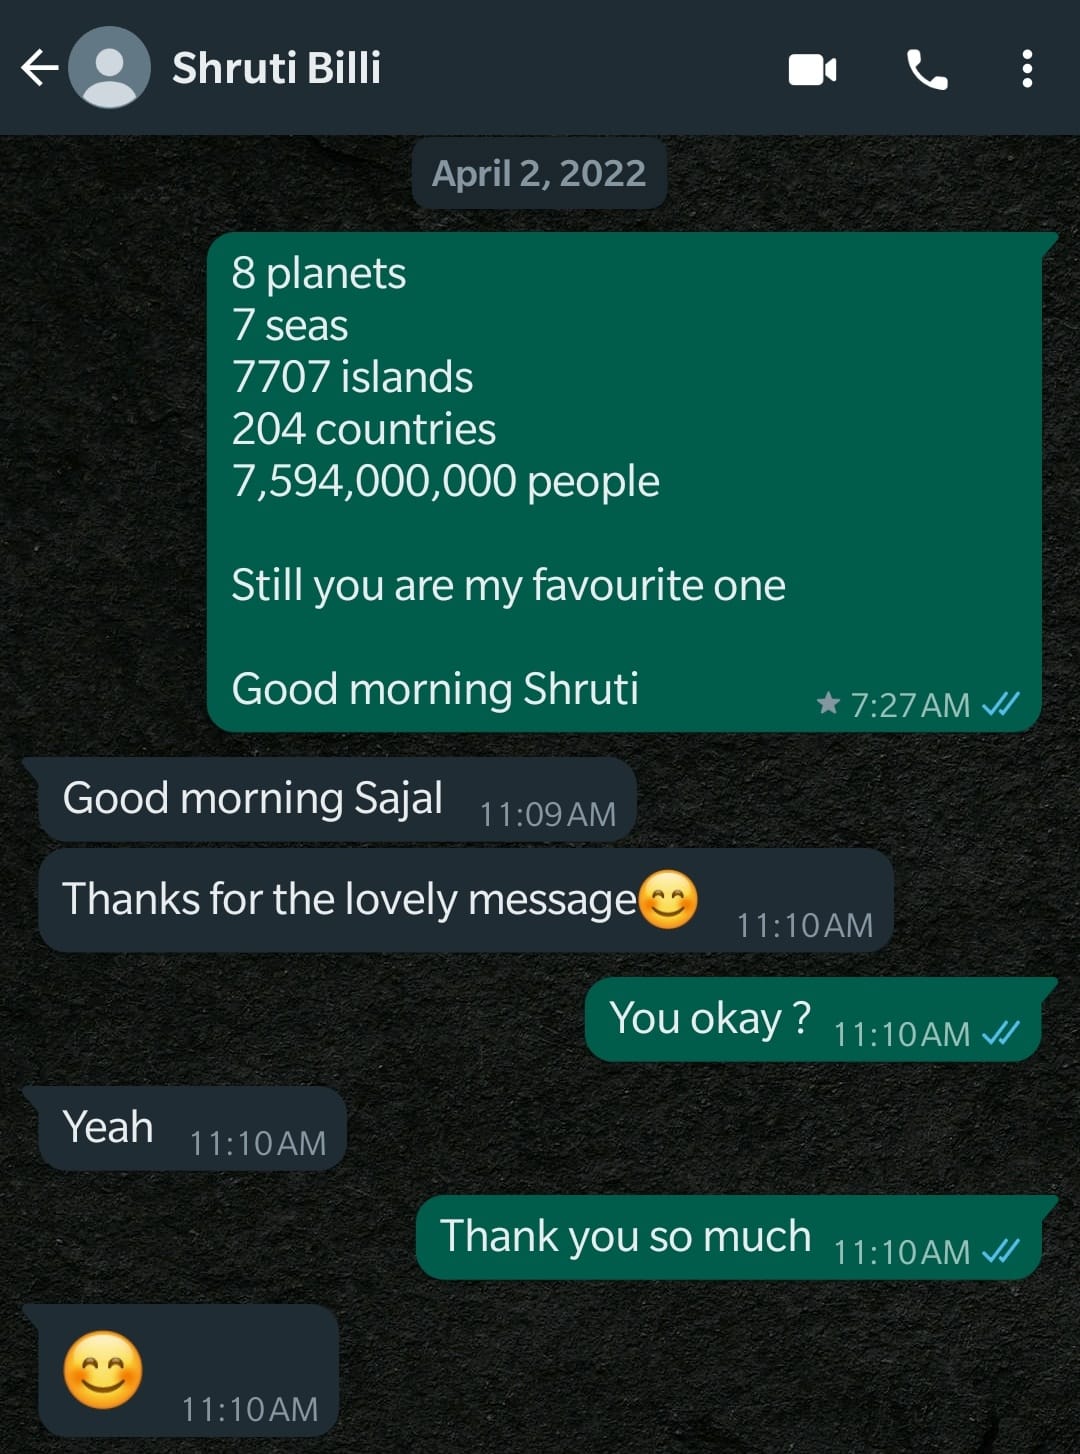 Shruti Billi
April 2, 2022
8 planets
7 seas
7707 islands
204 countries
7,594,000,000 people
Still you are my favourite one
Good morning Shruti
7:27 AM
Good morning Sajal
11:09 AM
Thanks for the lovely message😊
11:10 AM
You okay ?
11:10 AM
Yeah
11:10 AM
Thank you so much
11:10 AM
😊
11:10 AM